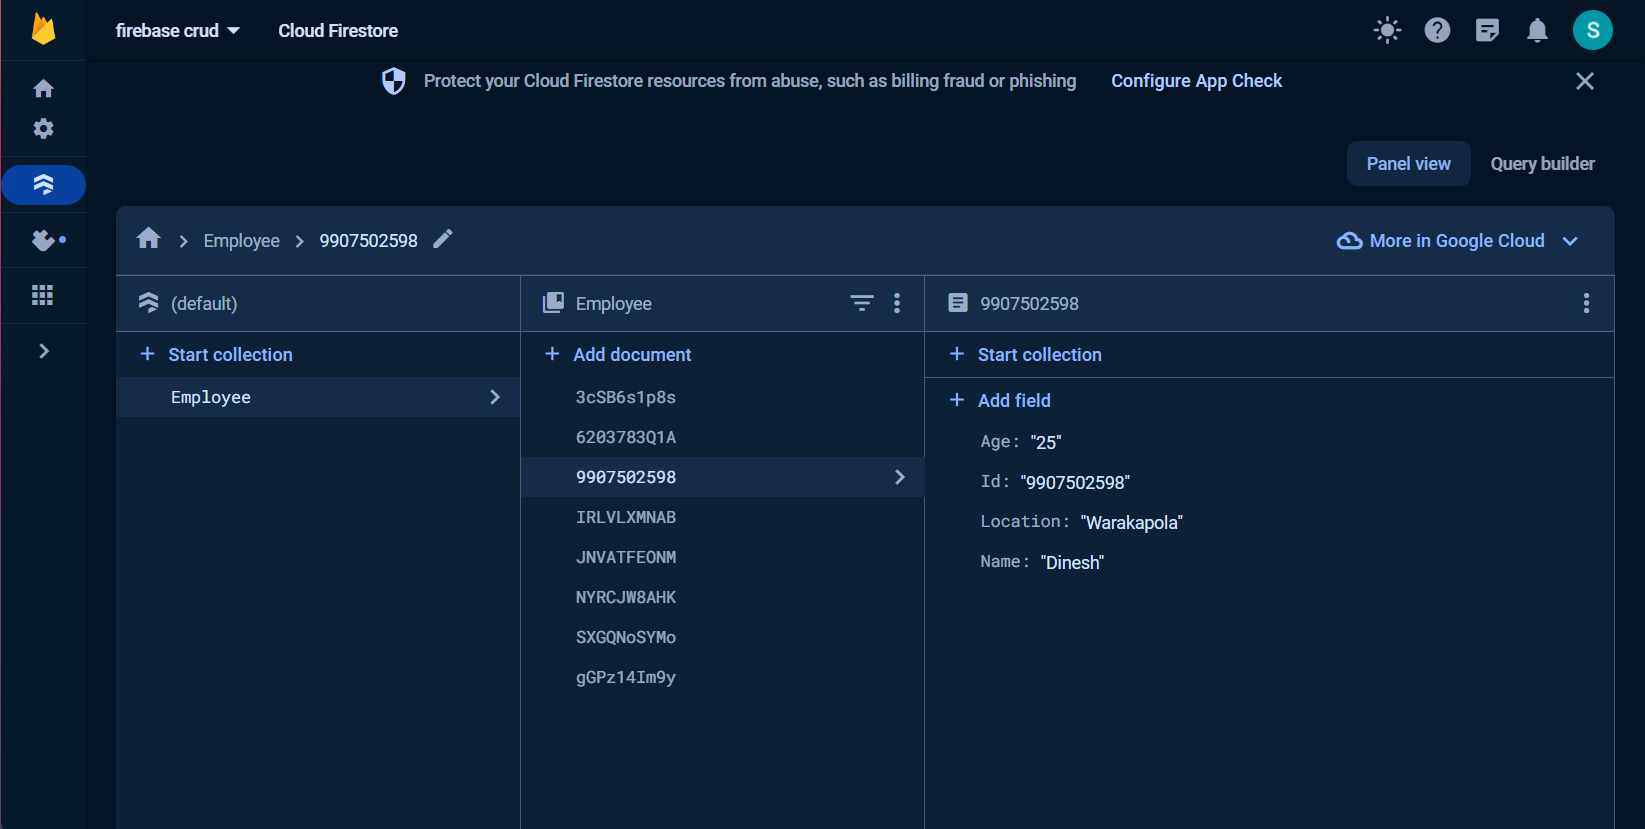 firebase crud Cloud Firestore S
Protect your Cloud Firestore resources from abuse, such as billing fraud or phishing Configure App Check
Panel view Query builder
Employee 9907502598 More in Google Cloud
(default)
Start collection
Employee
Employee
Add document
3cSB6s1p8s
6203783Q1A
9907502598
IRLVLXMNAB
JNVATFEONM
NYRCJW8AHK
SXGQNoSYMo
gGPz14Im9y
9907502598
Start collection
Add field
Age: "25"
Id: "9907502598"
Location: "Warakapola"
Name: "Dinesh"